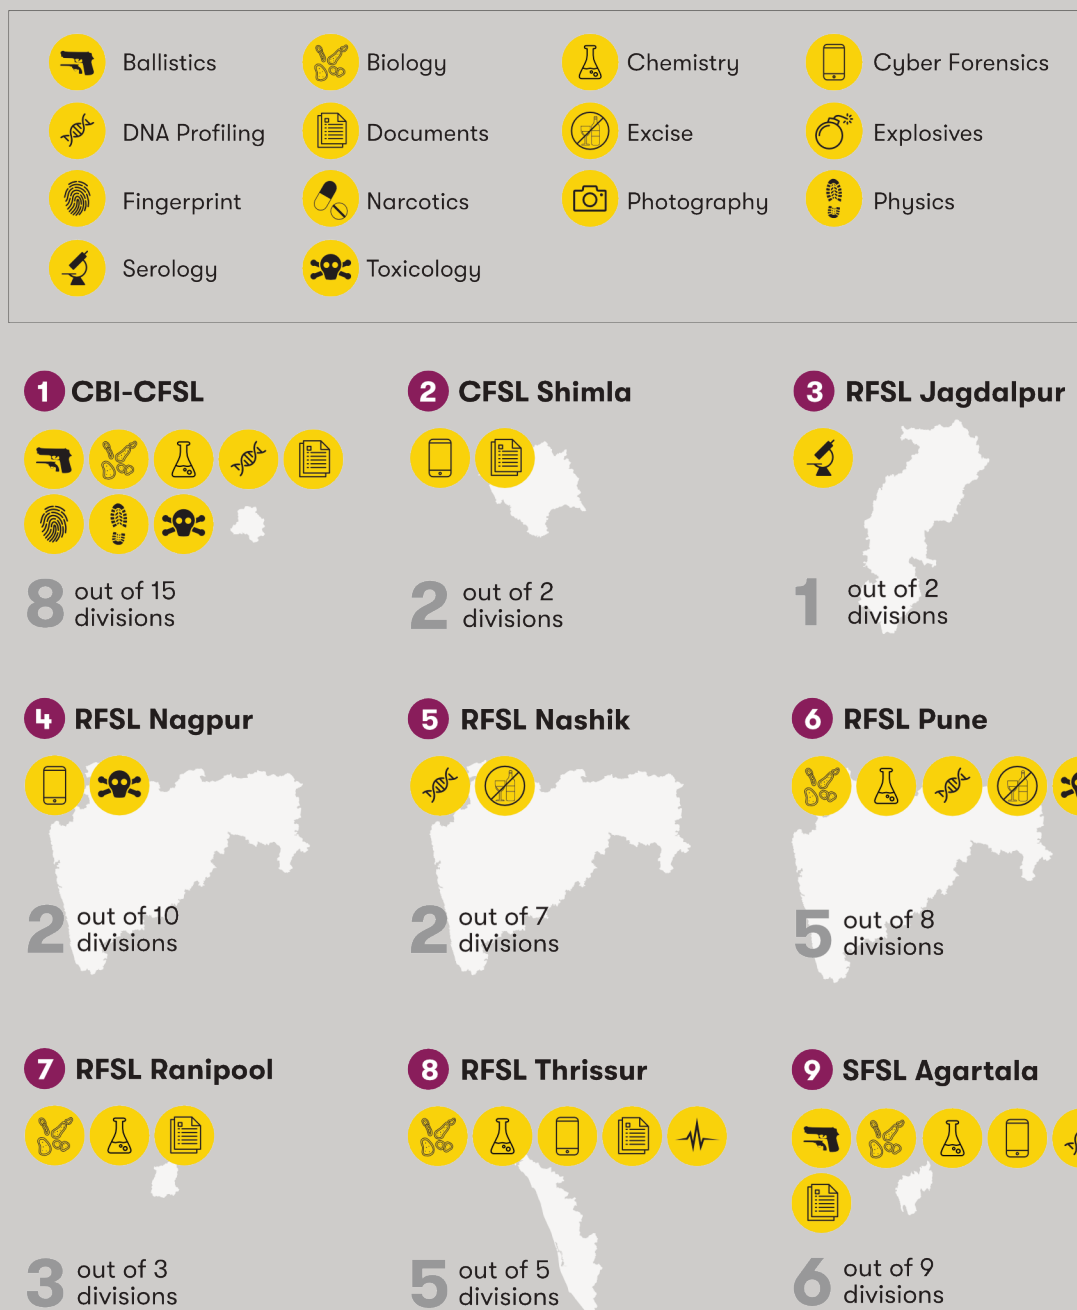 Ballistics
Biology
Chemistry
Cyber Forensics
DNA Profiling
Documents
Excise
Explosives
Fingerprint
Narcotics
Photography
Physics
Serology
Toxicology
1 CBI-CFSL
8 out of 15
divisions
2 CFSL Shimla
2 out of 2
divisions
3 RFSL Jagdalpur
1 out of 2
divisions
4 RFSL Nagpur
2 out of 10
divisions
5 RFSL Nashik
2 out of 7
divisions
6 RFSL Pune
5 out of 8
divisions
7 RFSL Ranipool
3 out of 3
divisions
8 RFSL Thrissur
5 out of 5
divisions
9 SFSL Agartala
6 out of 9
divisions